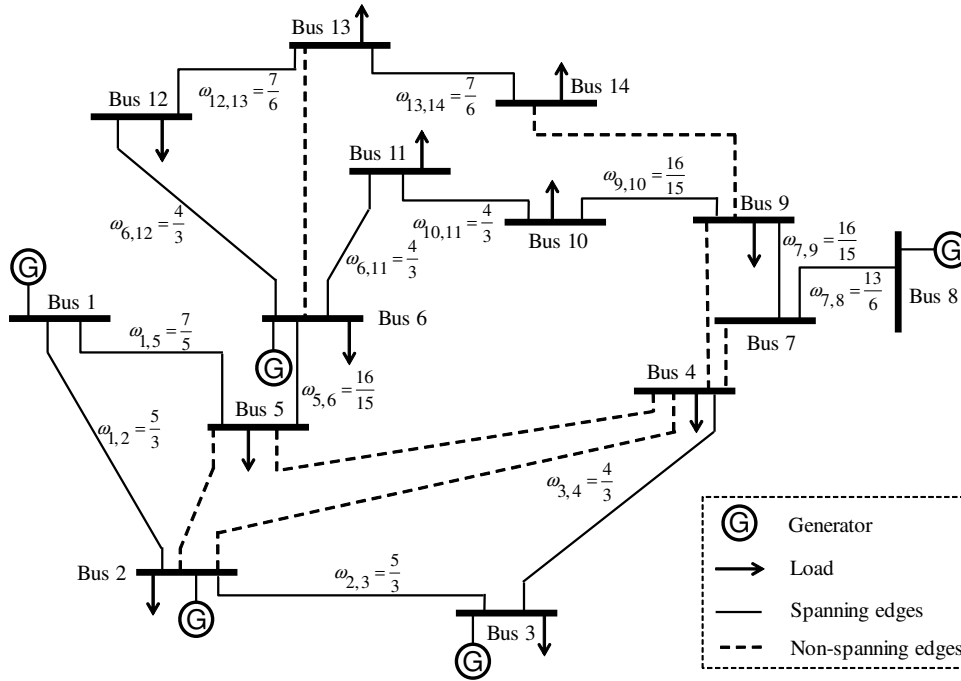 Bus 13
ω12,13 = 7/6
ω13,14 = 7/6
Bus 14
Bus 12
Bus 11
ω9,10 = 16/15
Bus 9
ω6,12 = 4/3
ω10,11 = 4/3
Bus 10
ω7,9 = 16/15
G
G
ω6,11 = 4/3
ω7,8 = 13/6
Bus 8
Bus 1
Bus 6
Bus 7
ω1,5 = 7/5
G
Bus 4
ω5,6 = 16/15
Bus 5
ω1,2 = 5/3
ω3,4 = 4/3
G Generator
Bus 2
ω2,3 = 5/3
Load
G
Bus 3
Spanning edges
G
Non-spanning edges